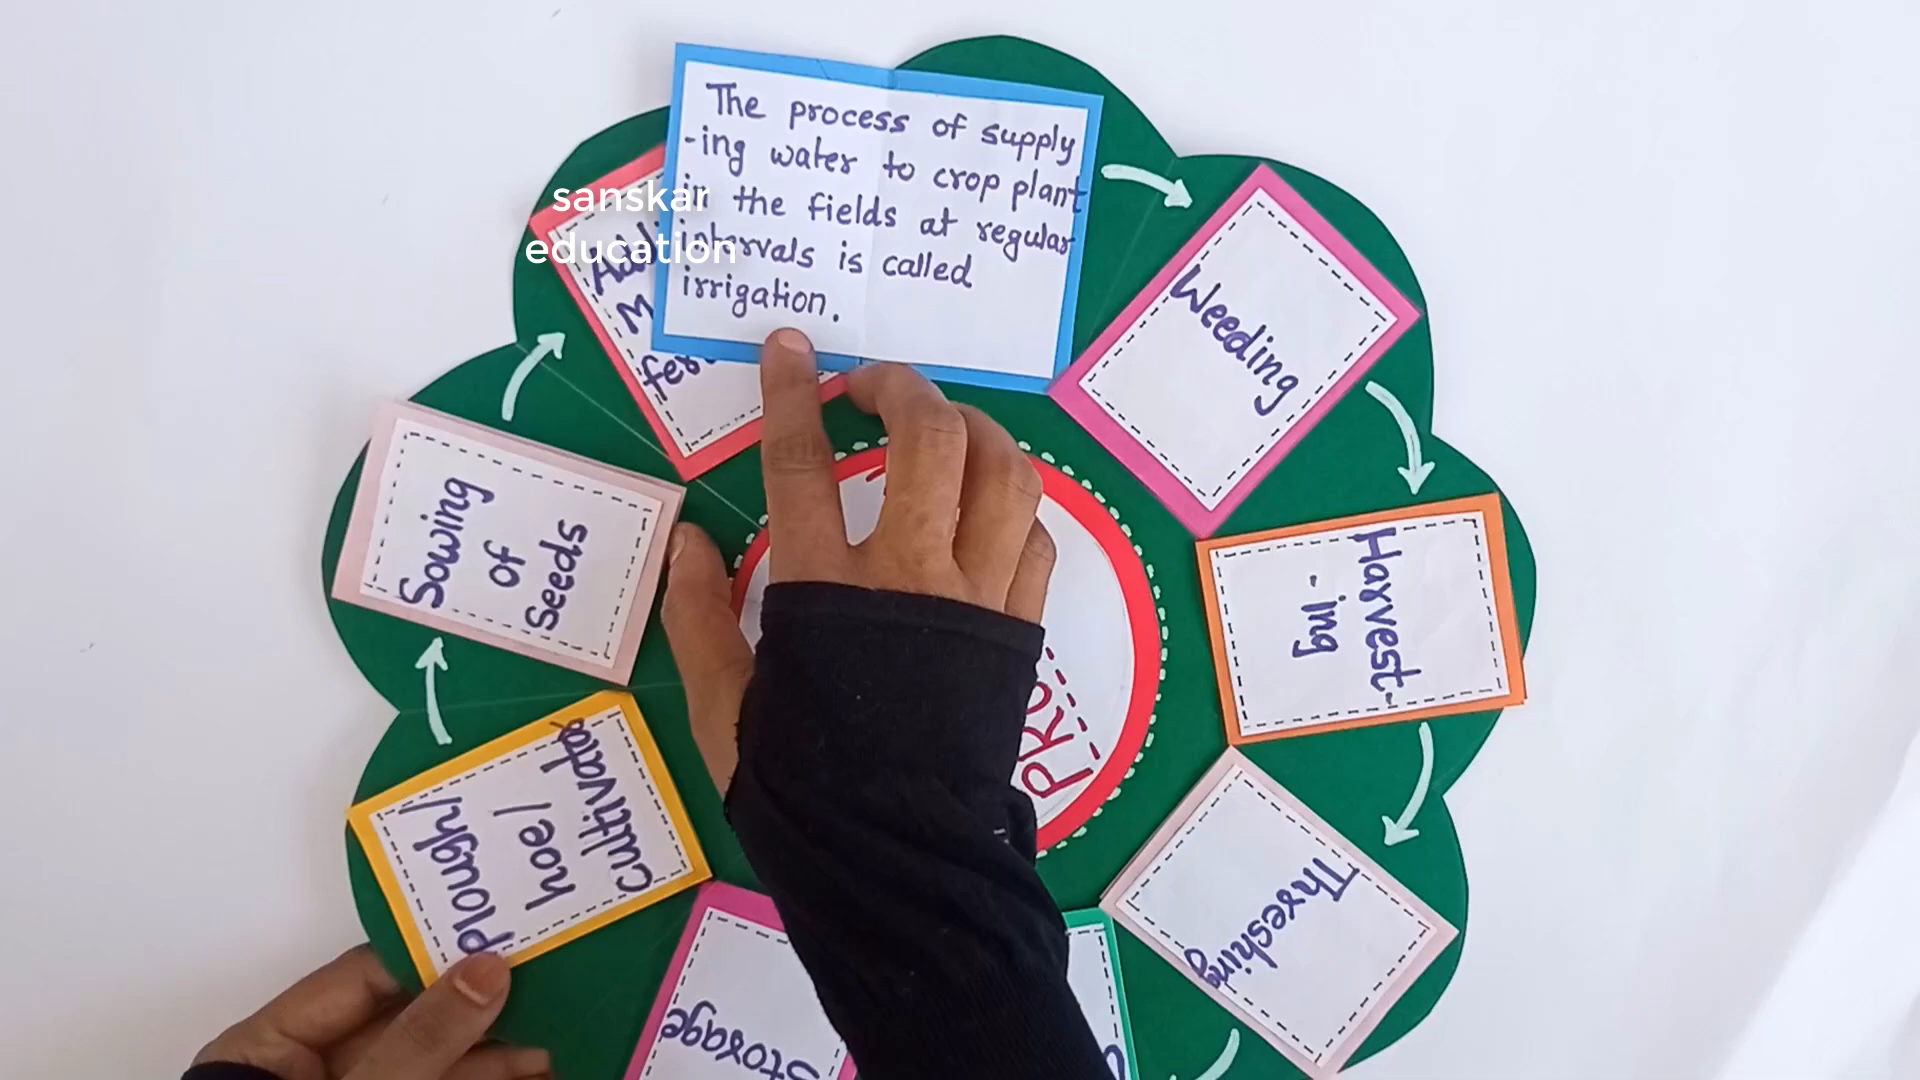 The process of supply
-ing water to crop plant
in the fields at regular
intervals is called
irrigation.
sanskar
education
Weeding
Harvest-
-ing
Threshing
Storage
Plough/
hoe/
Cultivator
Sowing
of
Seeds